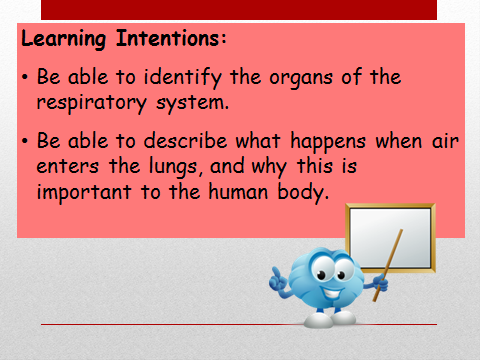 Learning Intentions:
• Be able to identify the organs of the
respiratory system.
• Be able to describe what happens when air
enters the lungs, and why this is
important to the human body.